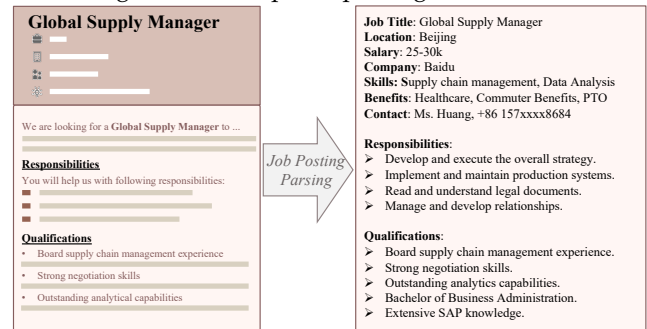 Global Supply Manager
We are looking for a Global Supply Manager to ...
Responsibilities
You will help us with following responsibilities:
Qualifications
• Board supply chain management experience
• Strong negotiation skills
• Outstanding analytical capabilities
Job Posting
Parsing
Job Title: Global Supply Manager
Location: Beijing
Salary: 25-30k
Company: Baidu
Skills: Supply chain management, Data Analysis
Benefits: Healthcare, Commuter Benefits, PTO
Contact: Ms. Huang, +86 157xxxx8684
Responsibilities:
➢ Develop and execute the overall strategy.
➢ Implement and maintain production systems.
➢ Read and understand legal documents.
➢ Manage and develop relationships.
Qualifications:
➢ Board supply chain management experience.
➢ Strong negotiation skills.
➢ Outstanding analytics capabilities.
➢ Bachelor of Business Administration.
➢ Extensive SAP knowledge.